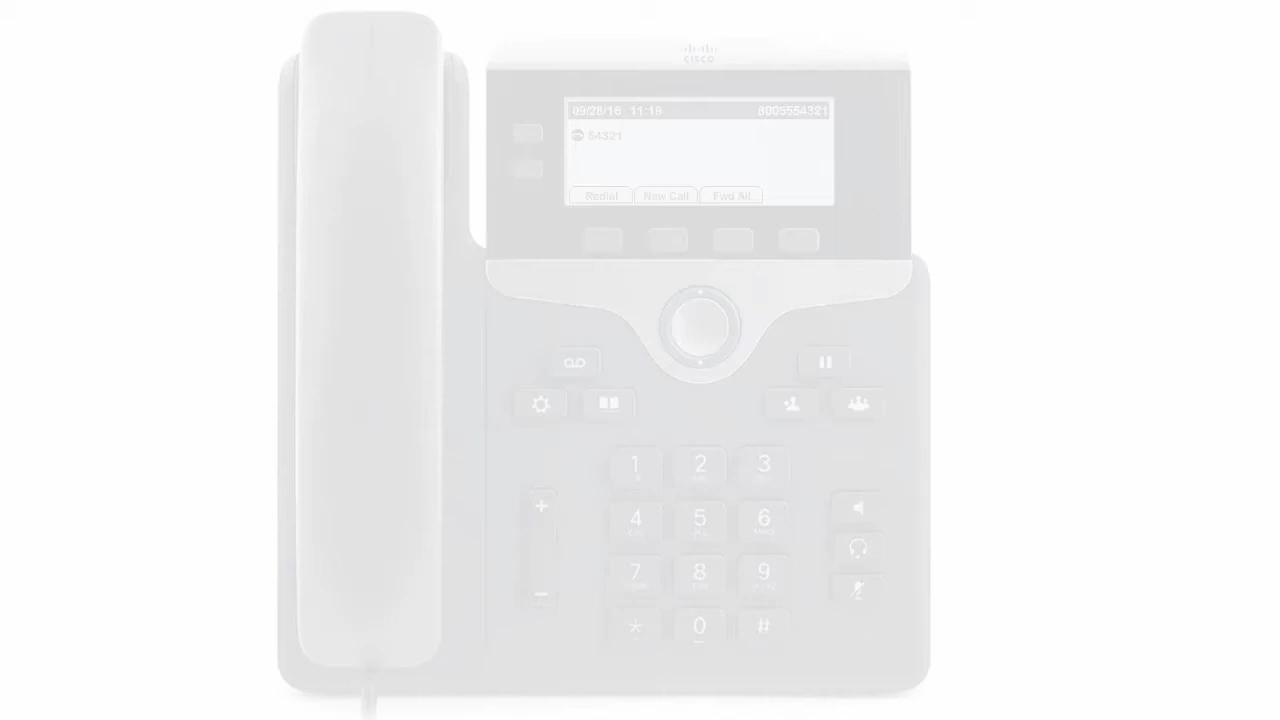 CISCO
09/28/16 11:19 8005554321
54321
Redial New Call Fwd All
1 2 3
+ 4 5 6
7 8 9
- * 0 #